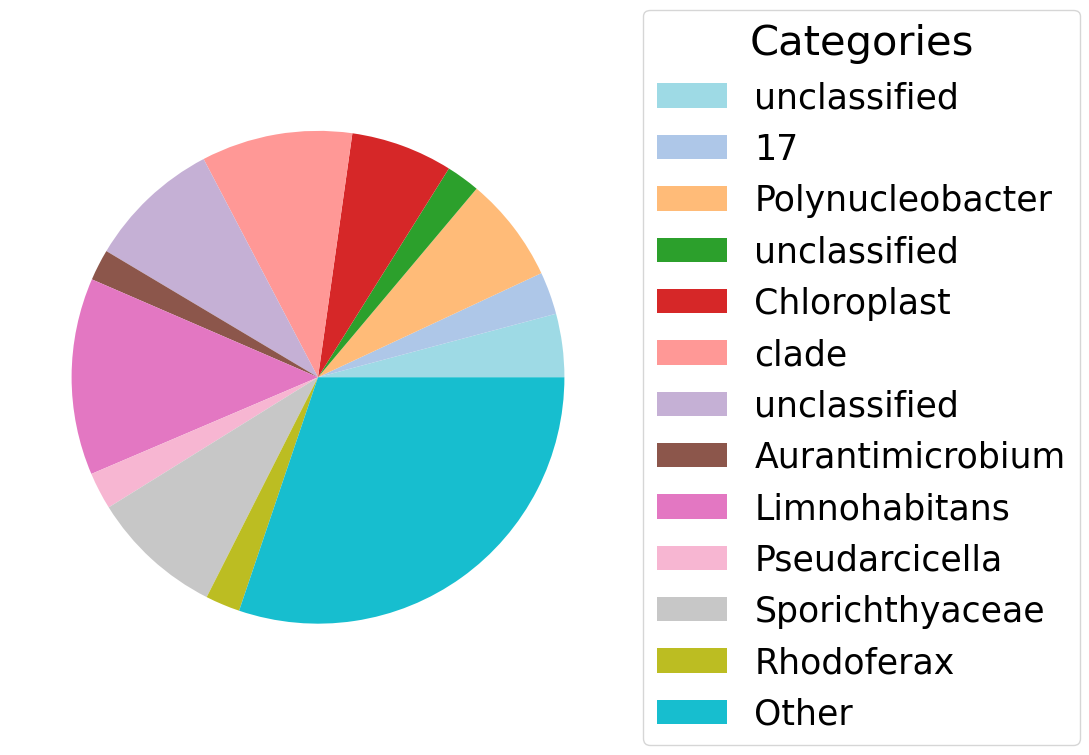 Categories
unclassified
17
Polynucleobacter
unclassified
Chloroplast
clade
unclassified
Aurantimicrobium
Limnohabitans
Pseudarcicella
Sporichthyaceae
Rhodoferax
Other